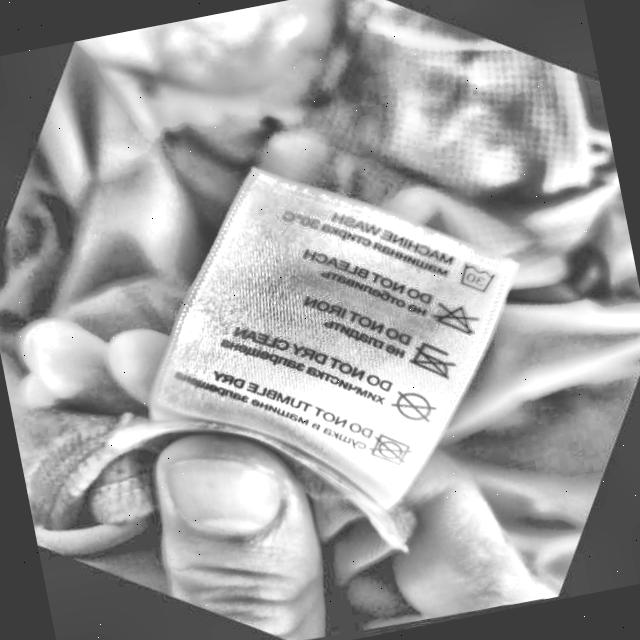 30
MACHINE WASH
машинная стирка 30°C
DO NOT BLEACH
не отбеливать
DO NOT IRON
не гладить
DO NOT DRY CLEAN
химчистка запрещена
DO NOT TUMBLE DRY
сушка в машине запрещена